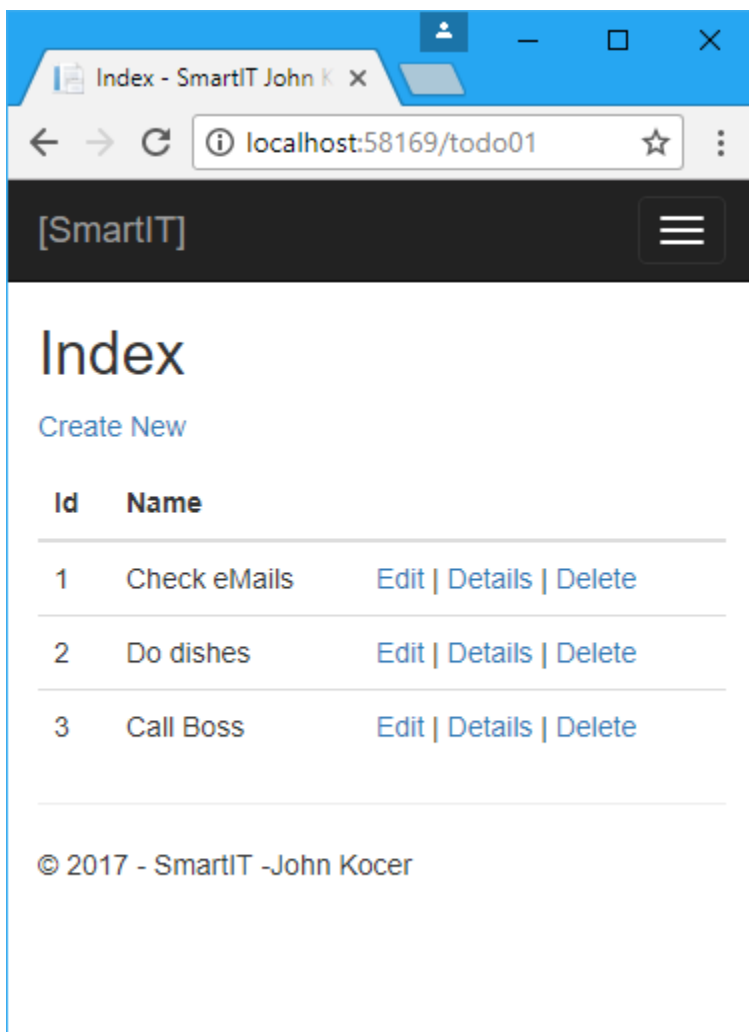 Index - SmartIT John K
localhost:58169/todo01
[SmartIT]
Index
Create New
Id Name
1 Check eMails Edit | Details | Delete
2 Do dishes Edit | Details | Delete
3 Call Boss Edit | Details | Delete
© 2017 - SmartIT -John Kocer